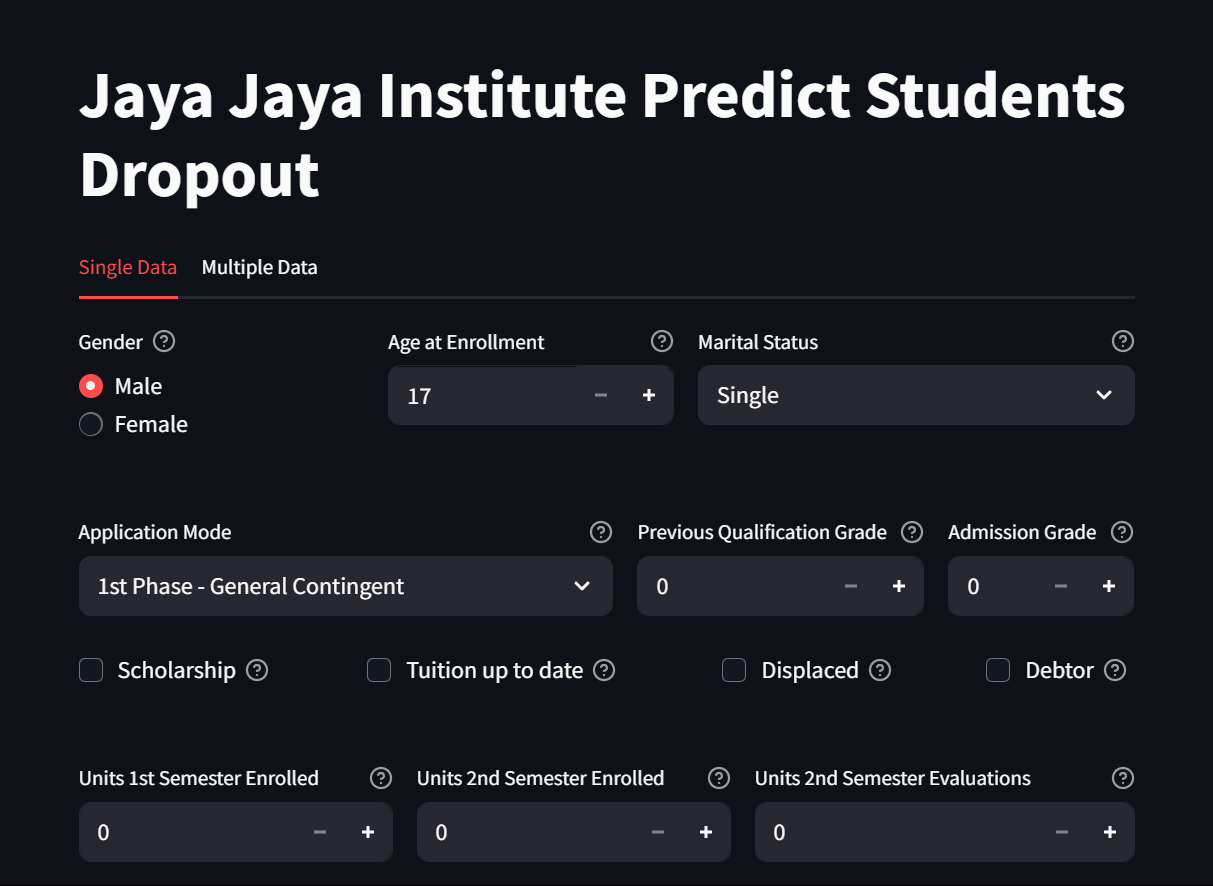 Jaya Jaya Institute Predict Students
Dropout
Single Data Multiple Data
Gender Age at Enrollment Marital Status
Male 17 Single
Female
Application Mode Previous Qualification Grade Admission Grade
1st Phase - General Contingent 0 0
Scholarship Tuition up to date Displaced Debtor
Units 1st Semester Enrolled Units 2nd Semester Enrolled Units 2nd Semester Evaluations
0 0 0